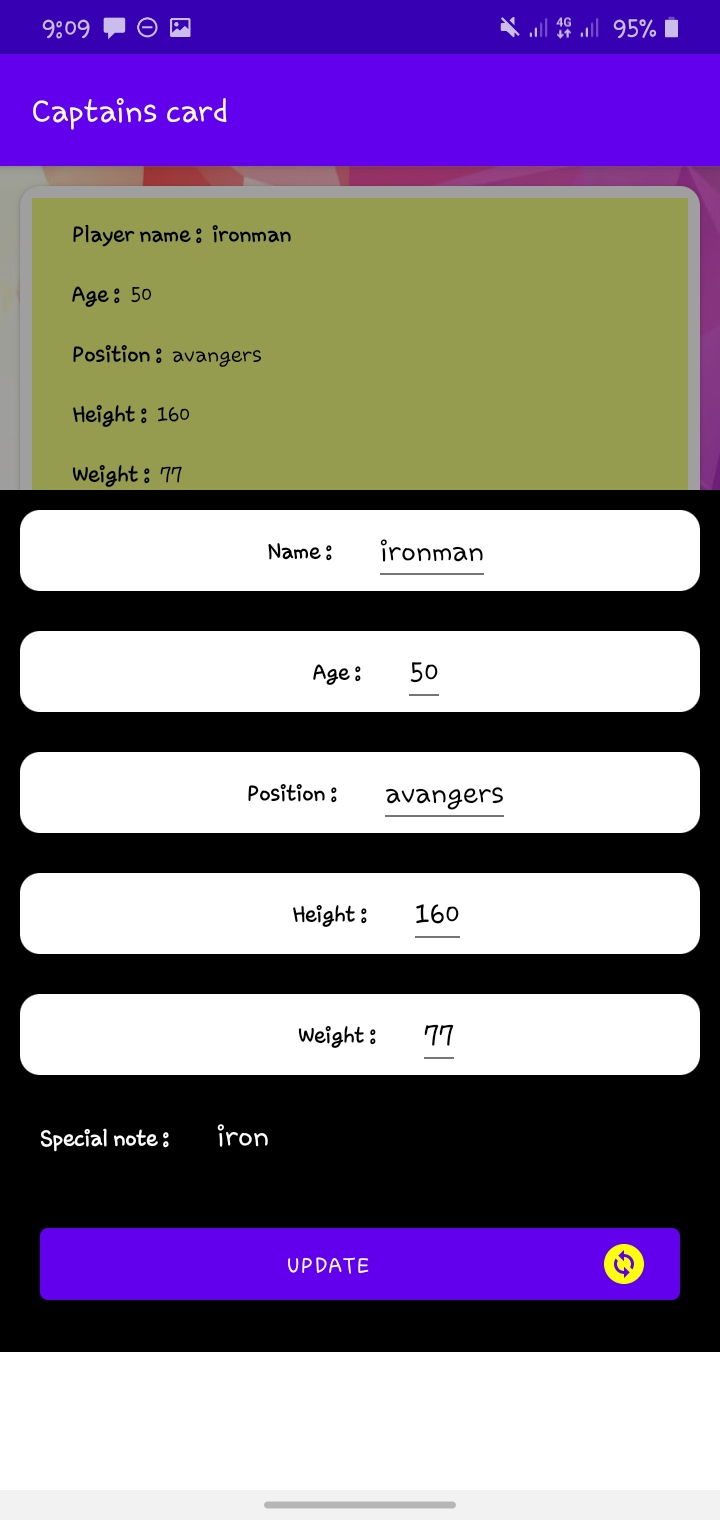 9:09 4G 95%
Captains card
Player name : ironman
Age : 50
Position : avangers
Height : 160
Weight : 77
Name : ironman
Age : 50
Position : avangers
Height : 160
Weight : 77
Special note : iron
UPDATE